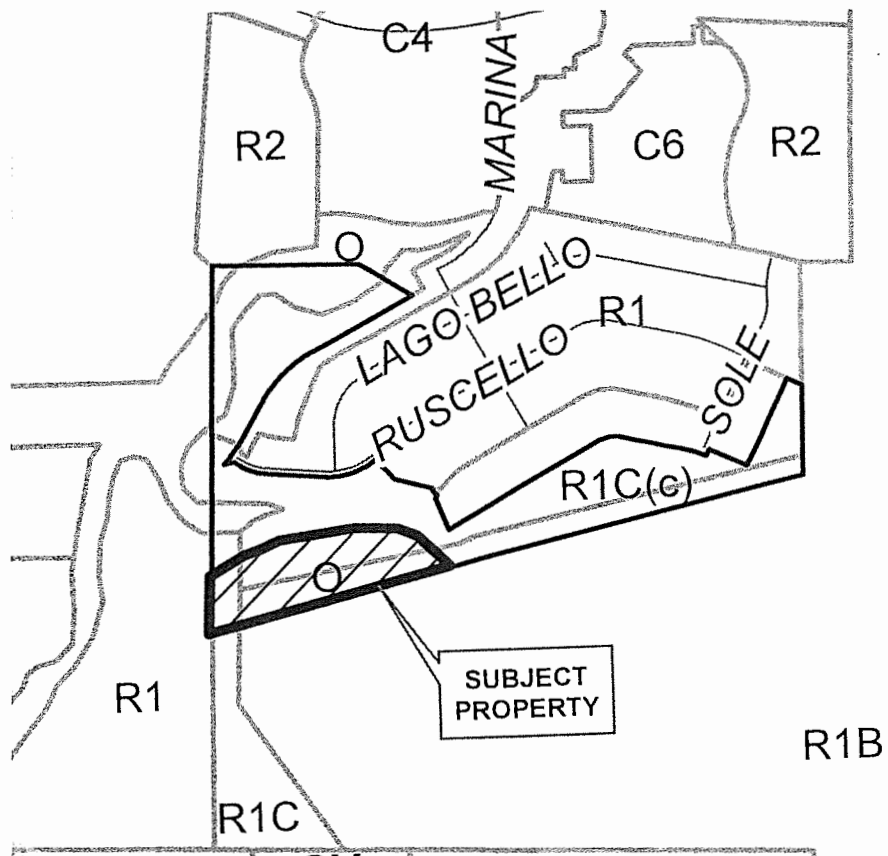 C4
MARINA
R2
C6
R2
O
LAGO BELLO
R1
RUSCELLO
SOLE
R1C(c)
O
SUBJECT
PROPERTY
R1
R1B
R1C